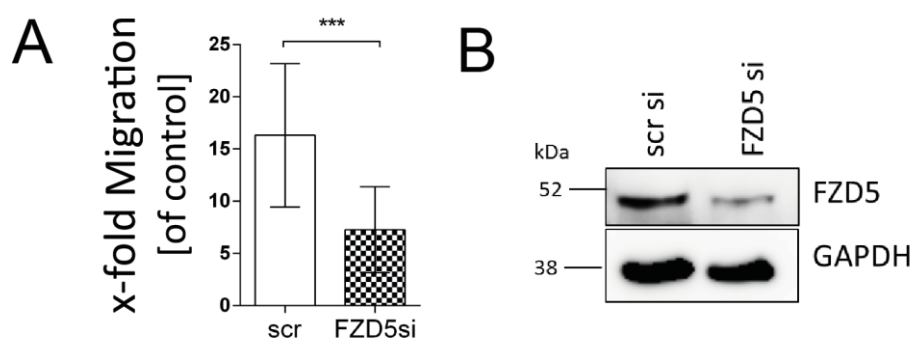 A
x-fold Migration
[of control]
***
25
20
15
10
5
0
scr
FZD5si
B
scr si
FZD5 si
kDa
52
FZD5
38
GAPDH